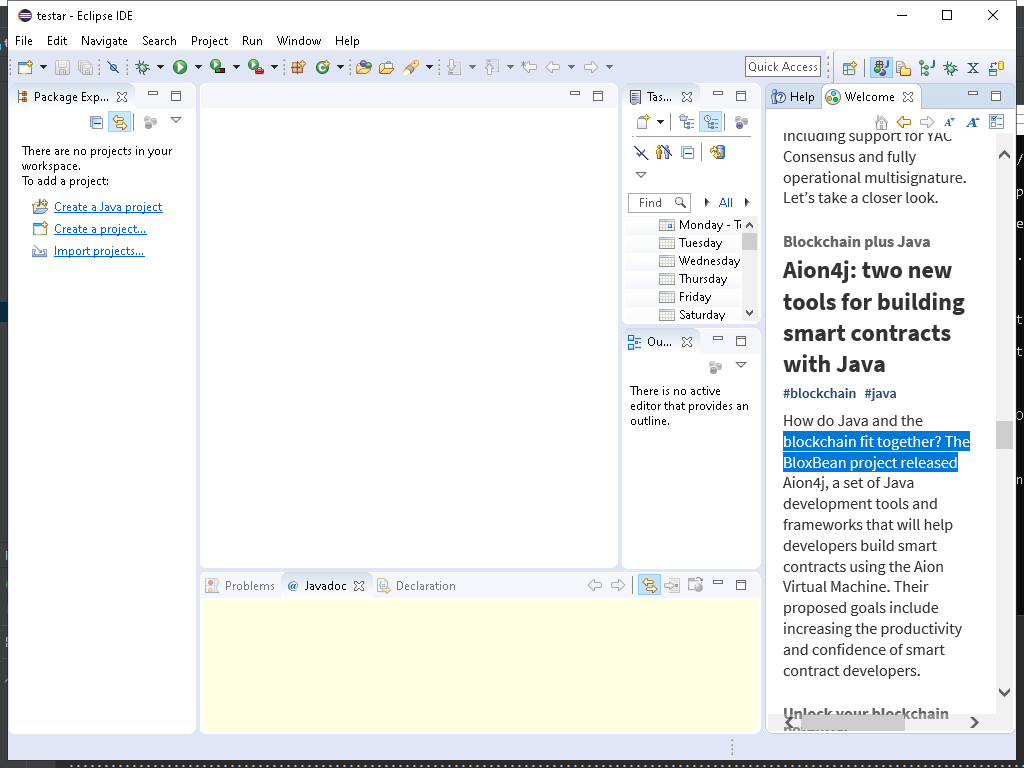 testar - Eclipse IDE
File Edit Navigate Search Project Run Window Help
Quick Access
Package Exp...
There are no projects in your
workspace.
To add a project:
Create a Java project
Create a project...
Import projects...
Tas...
Find
All
Monday - T
Tuesday
Wednesday
Thursday
Friday
Saturday
Ou...
There is no active
editor that provides an
outline.
Problems
@ Javadoc
Declaration
Help
Welcome
including support for YAC
Consensus and fully
operational multisignature.
Let's take a closer look.
Blockchain plus Java
Aion4j: two new
tools for building
smart contracts
with Java
#blockchain #java
How do Java and the
blockchain fit together? The
BloxBean project released
Aion4j, a set of Java
development tools and
frameworks that will help
developers build smart
contracts using the Aion
Virtual Machine. Their
proposed goals include
increasing the productivity
and confidence of smart
contract developers.
Unlock your blockchain